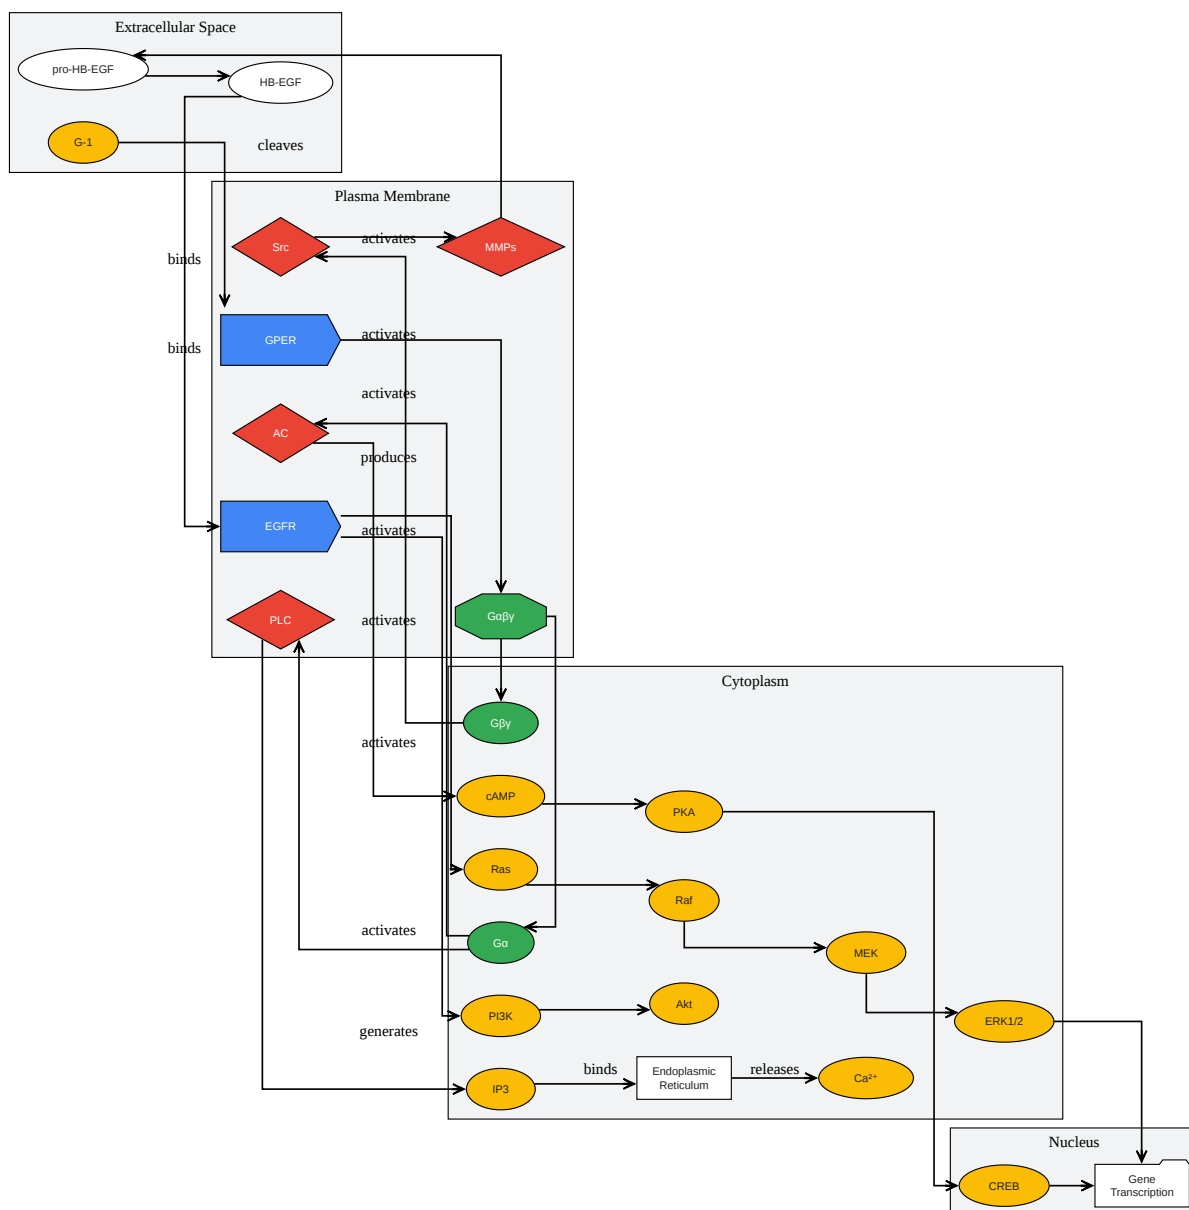 Extracellular Space
pro-HB-EGF
HB-EGF
G-1
cleaves
Plasma Membrane
Src
activates
MMPs
binds
GPER
activates
binds
activates
AC
produces
EGFR
activates
PLC
activates
Gαβγ
Cytoplasm
Gβγ
activates
cAMP
PKA
Ras
Raf
activates
Gα
MEK
Akt
PI3K
ERK1/2
generates
IP3
binds
Endoplasmic
Reticulum
releases
Ca²⁺
Nucleus
CREB
Gene
Transcription